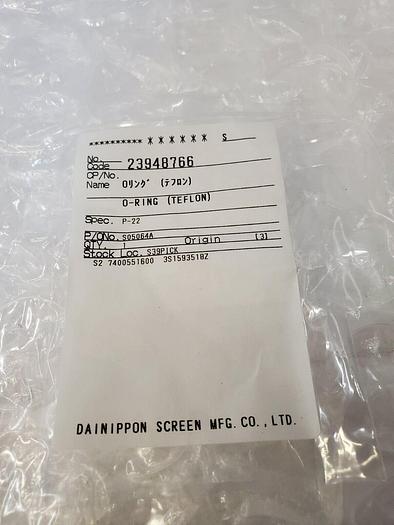 ********** ****** S
No.
Code 23948766
CP/No.
Name Oリング (テフロン)
O-RING (TEFLON)
Spec. P-22
P/ONo. S05064A Origin (3)
QTY. 1
Stock Loc. S39PICK
S2 7400551600 3S159351BZ
DAINIPPON SCREEN MFG. CO., LTD.